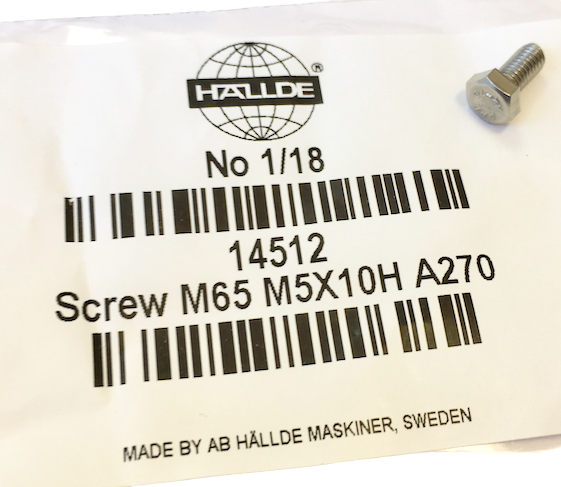 HÄLLDE®
No 1/18
14512
Screw M65 M5X10H A270
MADE BY AB HÄLLDE MASKINER, SWEDEN